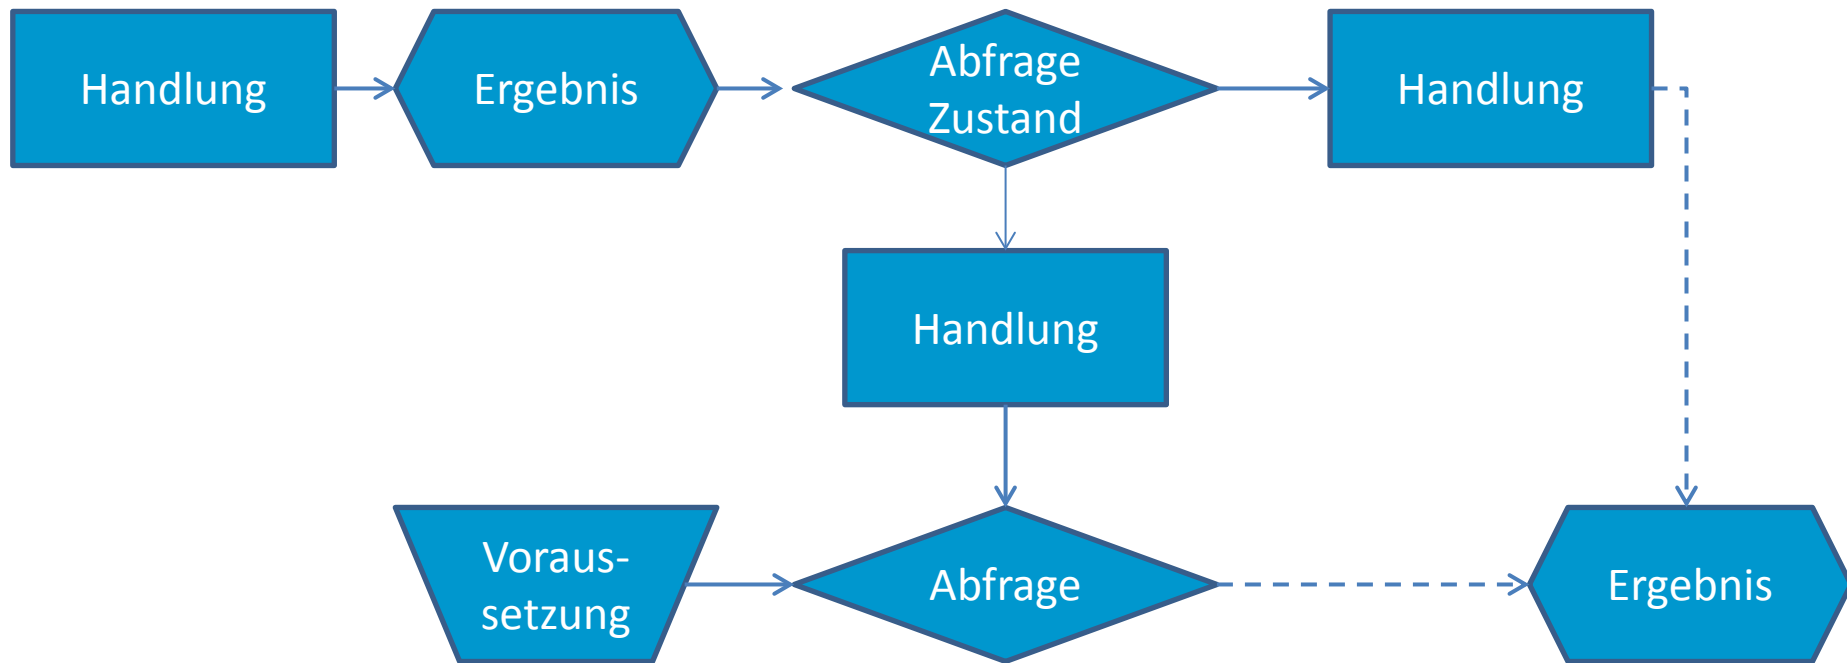 Handlung
Ergebnis
Abfrage
Zustand
Handlung
Handlung
Voraus-
setzung
Abfrage
Ergebnis